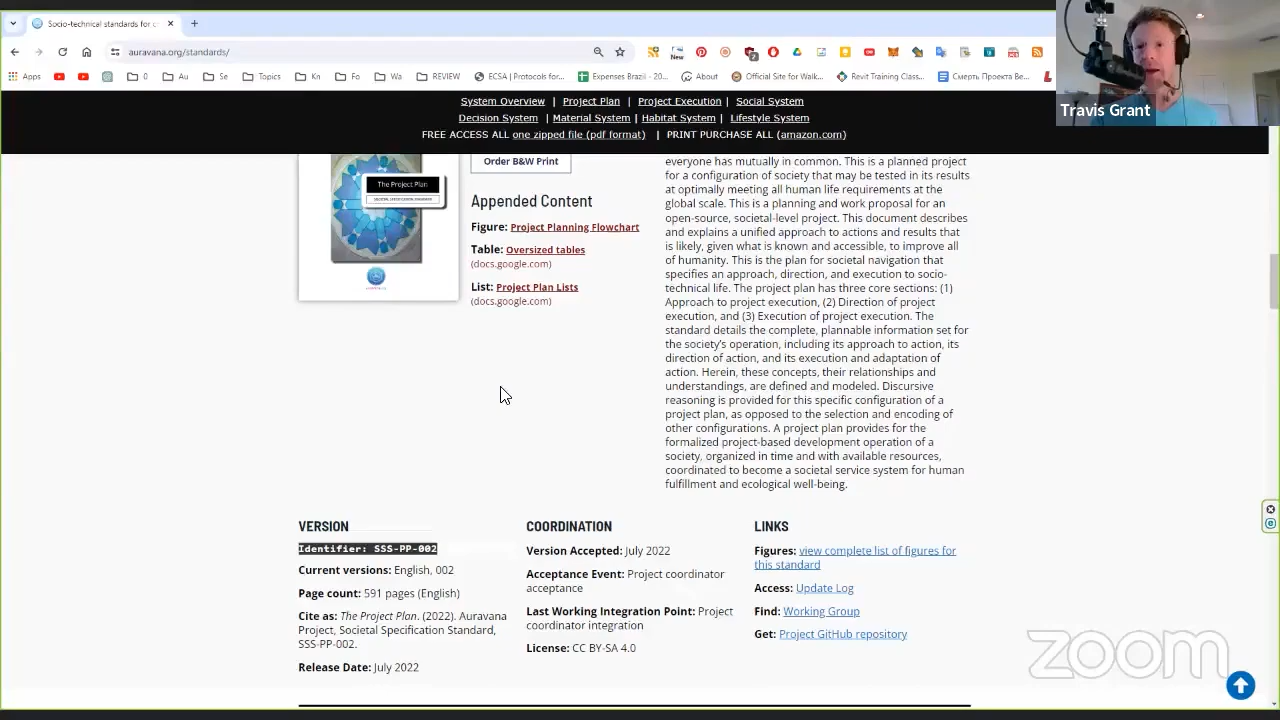 Socio-technical standards for c
auravana.org/standards/
New
Apps
0
Au
Se
Topics
Kn
Fo
Wa
REVIEW
ECSA | Protocols for...
Expenses Brazil - 20...
About
Official Site for Walk...
Revit Training Class...
Смерть Проекта Ве...
Travis Grant
System Overview | Project Plan | Project Execution | Social System
Decision System | Material System | Habitat System | Lifestyle System
FREE ACCESS ALL one zipped file (pdf format) | PRINT PURCHASE ALL (amazon.com)
The Project Plan
Order B&W Print
Appended Content
Figure: Project Planning Flowchart
Table: Oversized tables
(docs.google.com)
List: Project Plan Lists
(docs.google.com)
everyone has mutually in common. This is a planned project
for a configuration of society that may be tested in its results
at optimally meeting all human life requirements at the
global scale. This is a planning and work proposal for an
open-source, societal-level project. This document describes
and explains a unified approach to actions and results that
is likely, given what is known and accessible, to improve all
of humanity. This is the plan for societal navigation that
specifies an approach, direction, and execution to socio-
technical life. The project plan has three core sections: (1)
Approach to project execution, (2) Direction of project
execution, and (3) Execution of project execution. The
standard details the complete, plannable information set for
the society's operation, including its approach to action, its
direction of action, and its execution and adaptation of
action. Herein, these concepts, their relationships and
understandings, are defined and modeled. Discursive
reasoning is provided for this specific configuration of a
project plan, as opposed to the selection and encoding of
other configurations. A project plan provides for the
formalized project-based development operation of a
society, organized in time and with available resources,
coordinated to become a societal service system for human
fulfillment and ecological well-being.
VERSION
Identifier: SSS-PP-002
Current versions: English, 002
Page count: 591 pages (English)
Cite as: The Project Plan. (2022). Auravana
Project, Societal Specification Standard,
SSS-PP-002.
Release Date: July 2022
COORDINATION
Version Accepted: July 2022
Acceptance Event: Project coordinator
acceptance
Last Working Integration Point: Project
coordinator integration
License: CC BY-SA 4.0
LINKS
Figures: view complete list of figures for
this standard
Access: Update Log
Find: Working Group
Get: Project GitHub repository
zoom